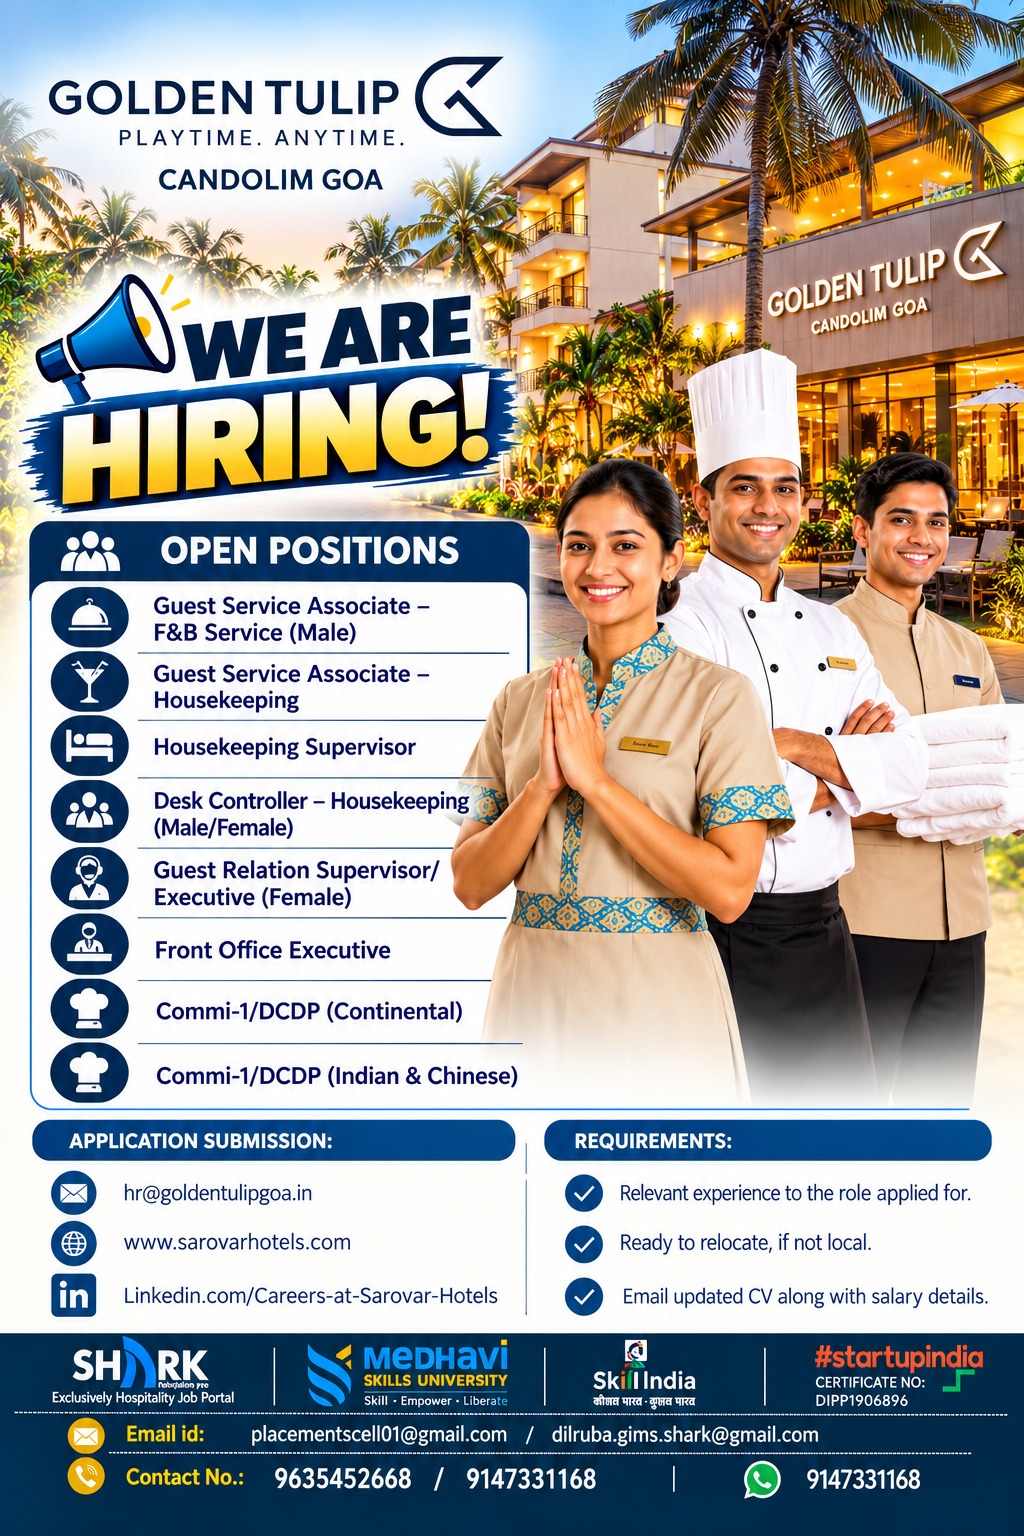 GOLDEN TULIP
PLAYTIME. ANYTIME.
CANDOLIM GOA
GOLDEN TULIP
CANDOLIM GOA
WE ARE
HIRING!
OPEN POSITIONS
Guest Service Associate –
F&B Service (Male)
Guest Service Associate –
Housekeeping
Housekeeping Supervisor
Desk Controller – Housekeeping
(Male/Female)
Guest Relation Supervisor/
Executive (Female)
Front Office Executive
Commi-1/DCDP (Continental)
Commi-1/DCDP (Indian & Chinese)
APPLICATION SUBMISSION:
hr@goldentulipgoa.in
www.sarovarhotels.com
in
Linkedin.com/Careers-at-Sarovar-Hotels
REQUIREMENTS:
Relevant experience to the role applied for.
Ready to relocate, if not local.
Email updated CV along with salary details.
SHARK
Exclusively Hospitality Job Portal
MEDHAVI
SKILLS UNIVERSITY
Skill · Empower · Liberate
Skill India
कौशल भारत - कुशल भारत
#startupindia
CERTIFICATE NO:
DIPP1906896
Email id: placementscell01@gmail.com / dilruba.gims.shark@gmail.com
Contact No.: 9635452668 / 9147331168 | 9147331168